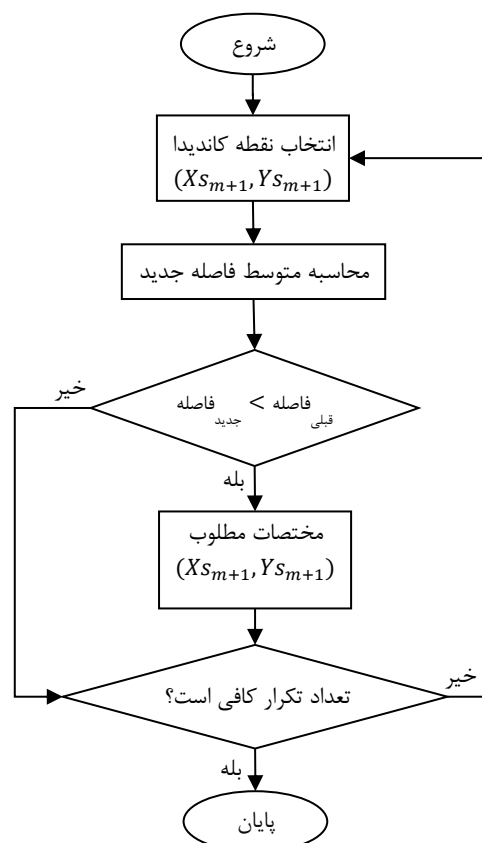 شروع
انتخاب نقطه کاندیدا
(Xs_{m+1}, Ys_{m+1})
محاسبه متوسط فاصله جدید
خیر
فاصله قبلی < فاصله جدید
بله
مختصات مطلوب
(Xs_{m+1}, Ys_{m+1})
خیر
تعداد تکرار کافی است؟
بله
پایان